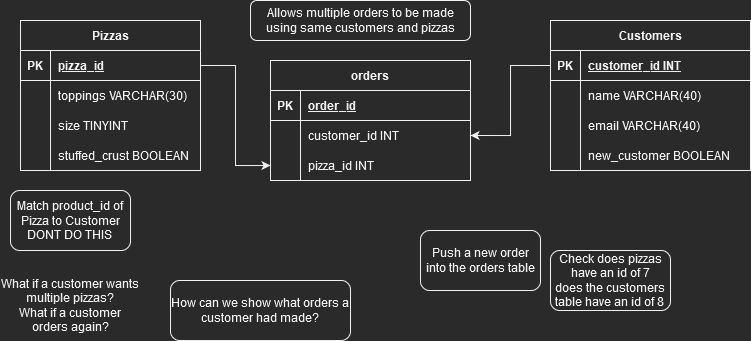 Allows multiple orders to be made
using same customers and pizzas
Pizzas
PK pizza_id
toppings VARCHAR(30)
size TINYINT
stuffed_crust BOOLEAN
orders
PK order_id
customer_id INT
pizza_id INT
Customers
PK customer_id INT
name VARCHAR(40)
email VARCHAR(40)
new_customer BOOLEAN
Match product_id of
Pizza to Customer
DONT DO THIS
What if a customer wants
multiple pizzas?
What if a customer
orders again?
How can we show what orders a
customer had made?
Push a new order
into the orders table
Check does pizzas
have an id of 7
does the customers
table have an id of 8